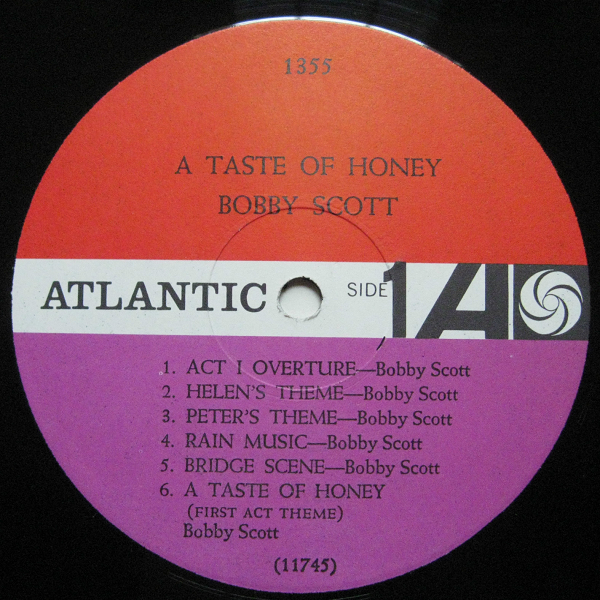 1355
A TASTE OF HONEY
BOBBY SCOTT
ATLANTIC SIDE 1 A
1. ACT I OVERTURE—Bobby Scott
2. HELEN'S THEME—Bobby Scott
3. PETER'S THEME—Bobby Scott
4. RAIN MUSIC—Bobby Scott
5. BRIDGE SCENE—Bobby Scott
6. A TASTE OF HONEY
(FIRST ACT THEME)
Bobby Scott
(11745)